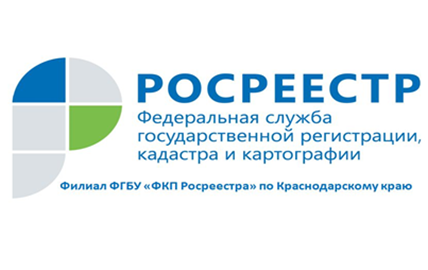 РОСРЕЕСТР
Федеральная служба
государственной регистрации,
кадастра и картографии
Филиал ФГБУ «ФКП Росреестра» по Краснодарскому краю